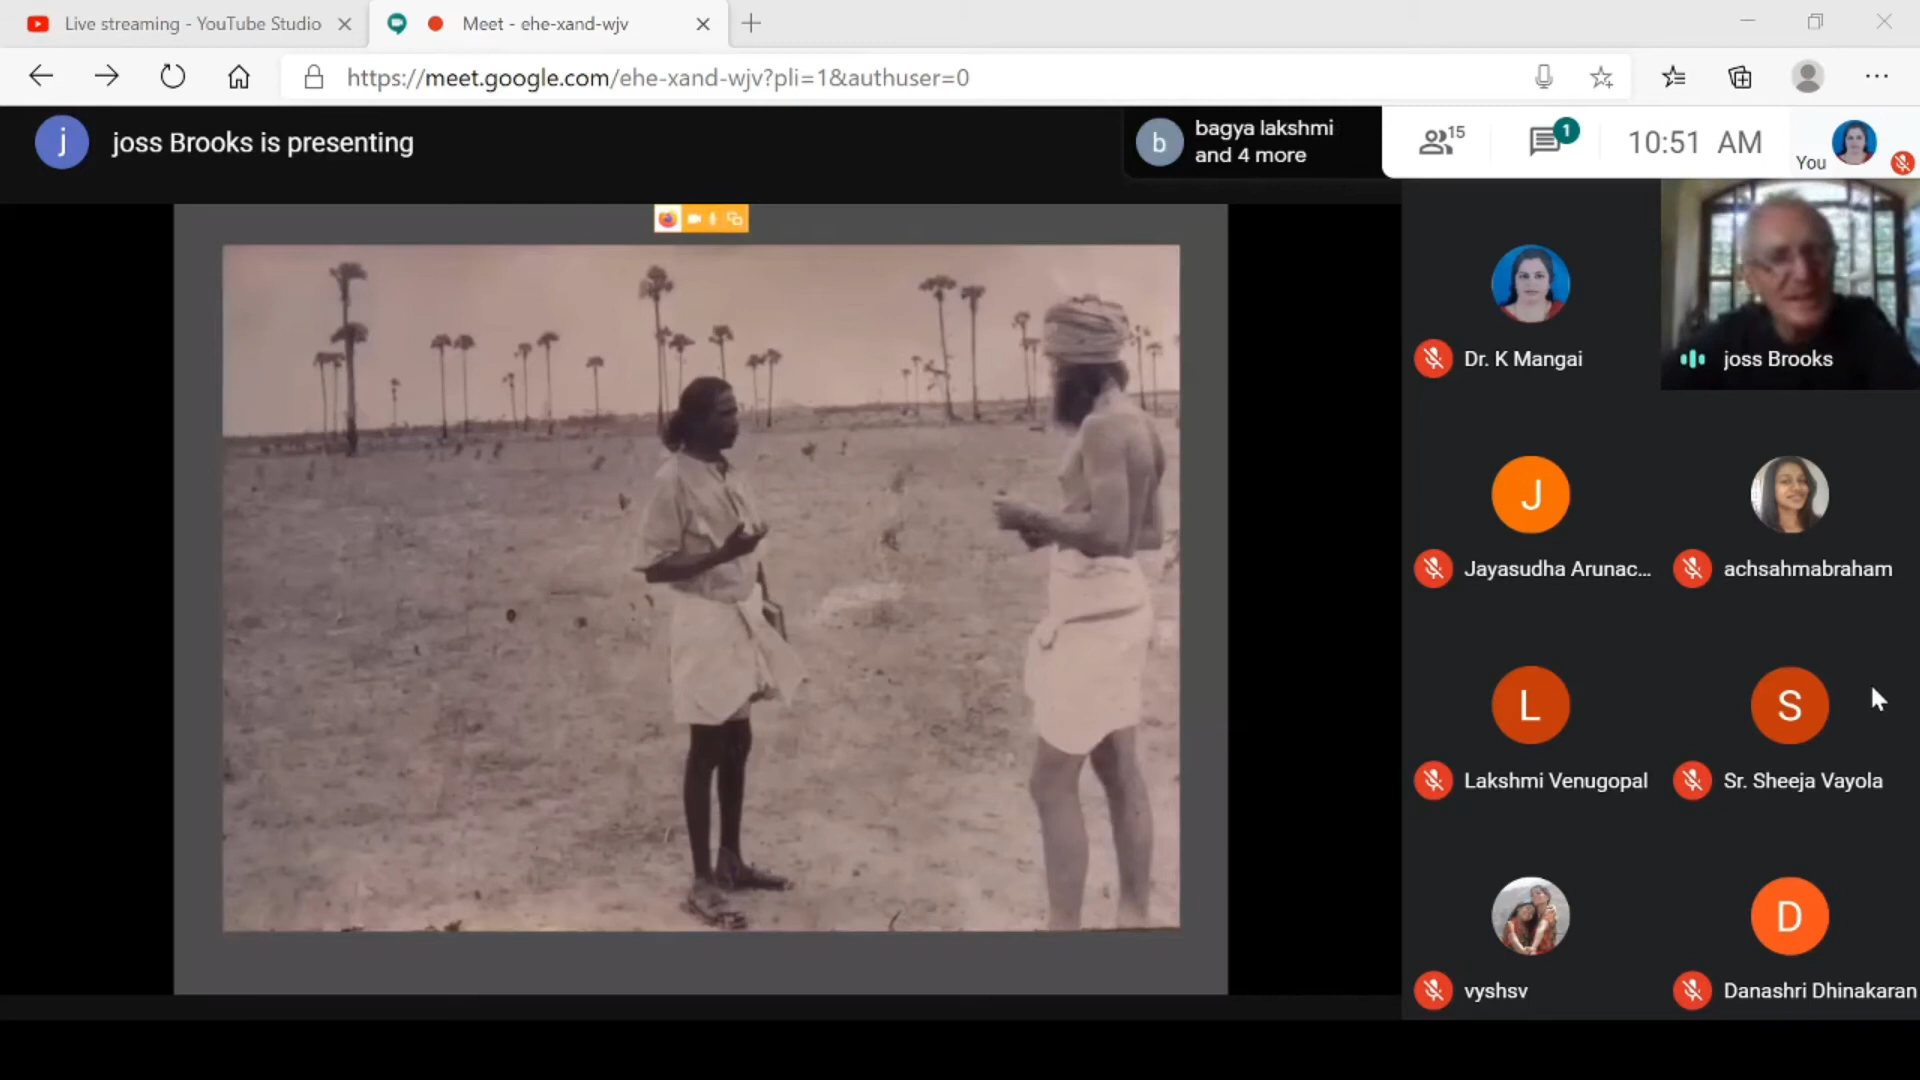 Live streaming - YouTube Studio
Meet - ehe-xand-wjv
https://meet.google.com/ehe-xand-wjv?pli=1&authuser=0
j
joss Brooks is presenting
b
bagya lakshmi
and 4 more
15
1
10:51 AM
You
Dr. K Mangai
joss Brooks
J
Jayasudha Arunac...
achsahmabraham
L
Lakshmi Venugopal
S
Sr. Sheeja Vayola
vyshsv
D
Danashri Dhinakaran